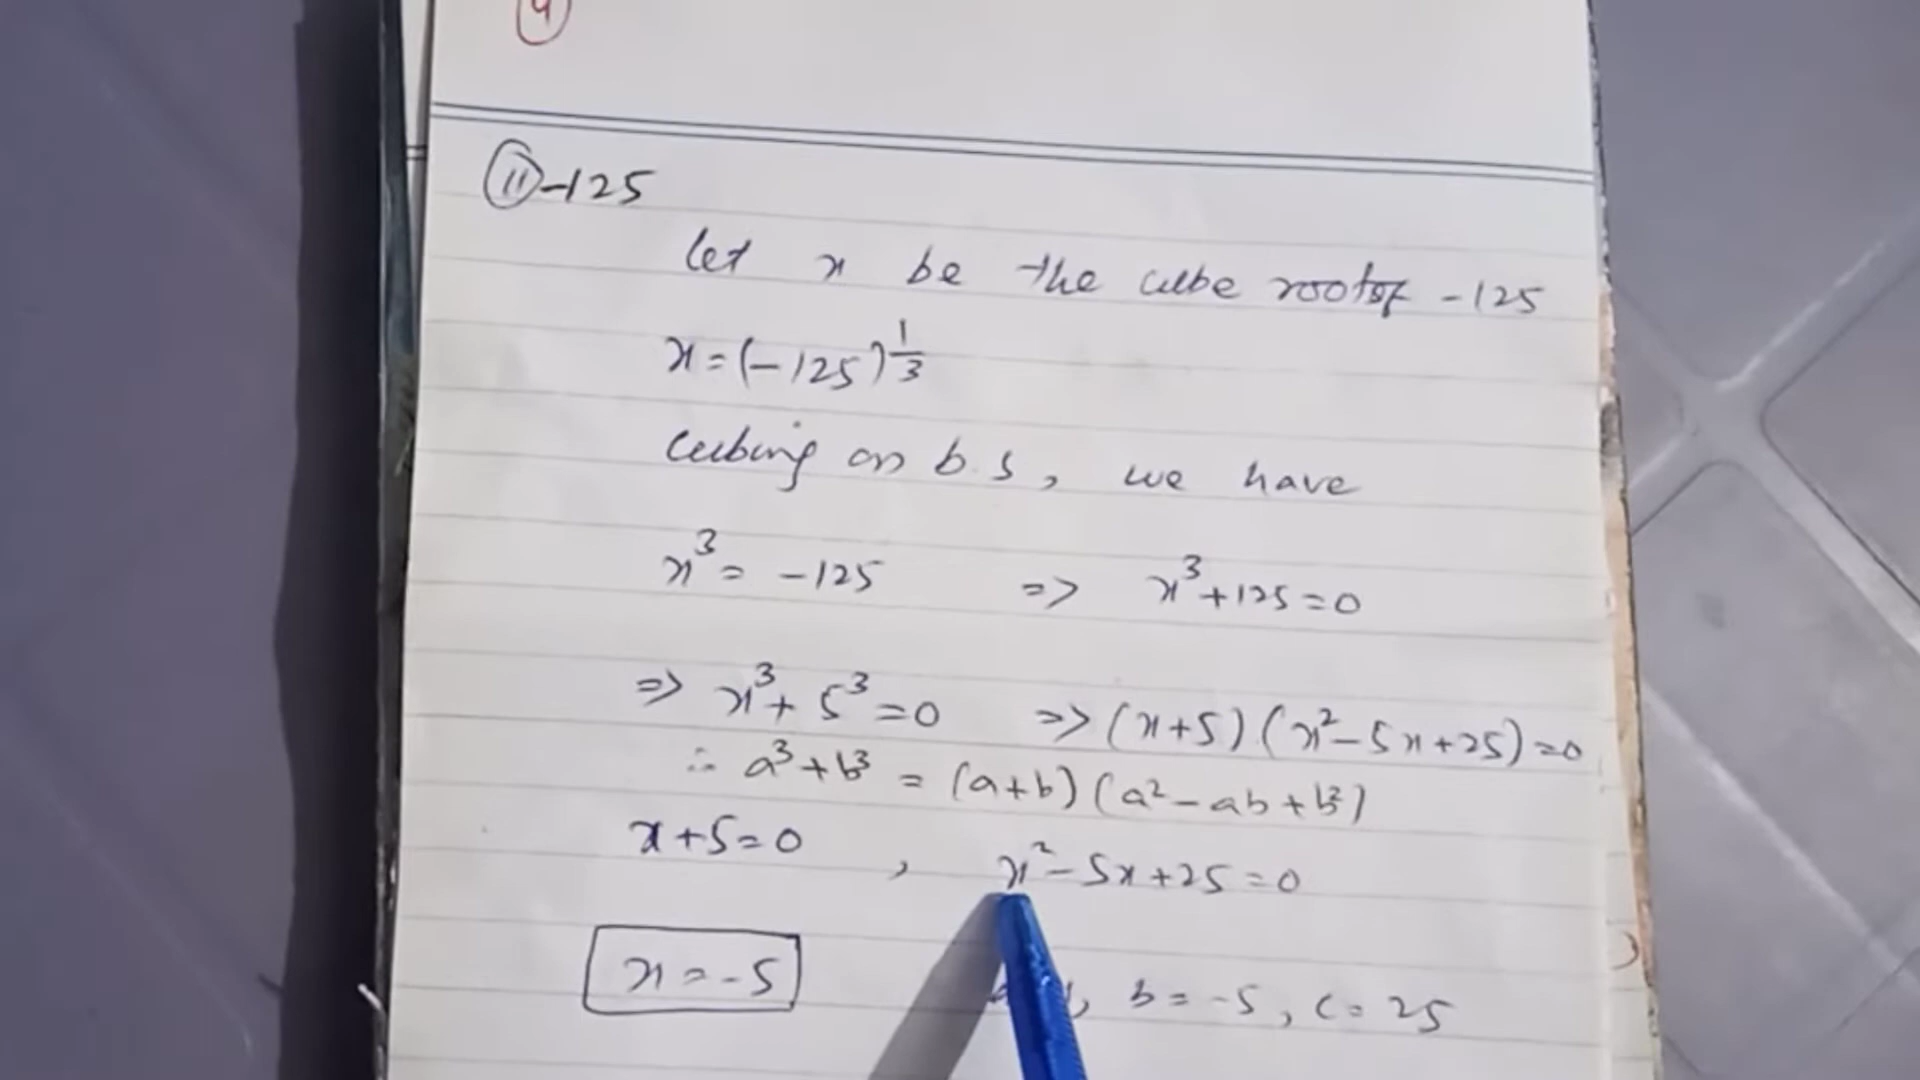 4
(ii) -125
Let x be the cube root of -125
x = (-125)^{1/3}
Cubing on b.s, we have
x³ = -125 => x³+125=0
=> x³+5³=0 => (x+5)(x²-5x+25)=0
∴ a³+b³ = (a+b)(a²-ab+b²)
x+5=0 , x²-5x+25=0
x=-5 , b=-5, c=25